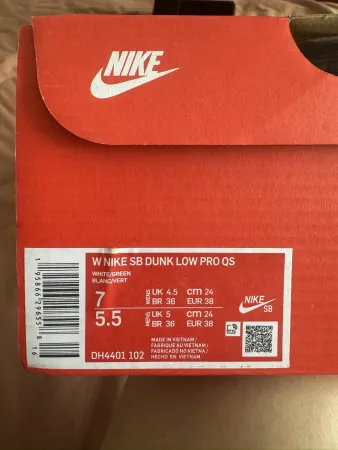 NIKE
W NIKE SB DUNK LOW PRO QS
WHITE/GREEN
BLANC/VERT
7 WMNS UK 4.5 cm 24
BR 36 EUR 38
5.5 MENS UK 5 cm 24
BR 36 EUR 38
NIKE
SB
DH4401 102
MADE IN VIETNAM /
FABRIQUÉ AU VIETNAM /
FABRICADO NO VIETNÃ /
HECHO EN VIETNAM